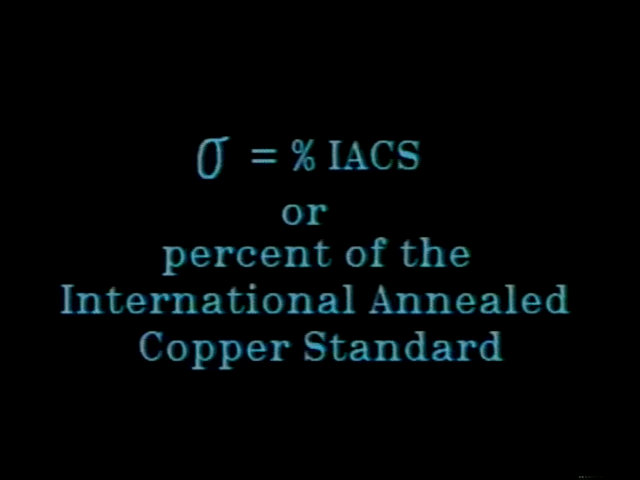 σ = % IACS
or
percent of the
International Annealed
Copper Standard